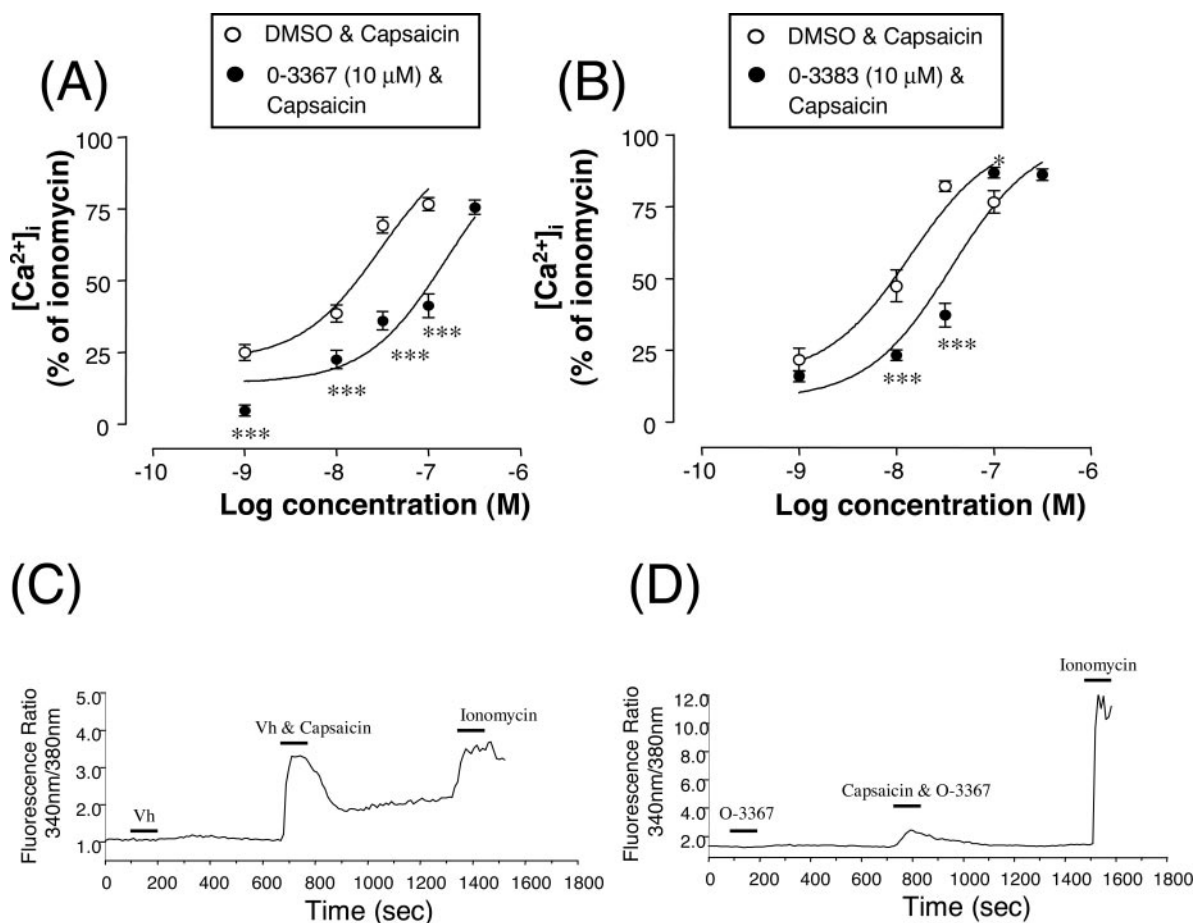 DMSO & Capsaicin
0-3367 (10 μM) &
Capsaicin
DMSO & Capsaicin
0-3383 (10 μM) &
Capsaicin
(A)
(B)
[Ca²⁺]ᵢ
(% of ionomycin)
100
75
50
25
0
***
***
***
***
-10
-9
-8
-7
-6
Log concentration (M)
[Ca²⁺]ᵢ
(% of ionomycin)
100
75
50
25
0
*
***
***
-10
-9
-8
-7
-6
Log concentration (M)
(C)
(D)
Fluorescence Ratio
340nm/380nm
5.0
4.0
3.0
2.0
1.0
Vh
Vh & Capsaicin
Ionomycin
0 200 400 600 800 1000 1200 1400 1600 1800
Time (sec)
Fluorescence Ratio
340nm/380nm
12.0
10.0
8.0
6.0
4.0
2.0
O-3367
Capsaicin & O-3367
Ionomycin
0 200 400 600 800 1000 1200 1400 1600 1800
Time (sec)